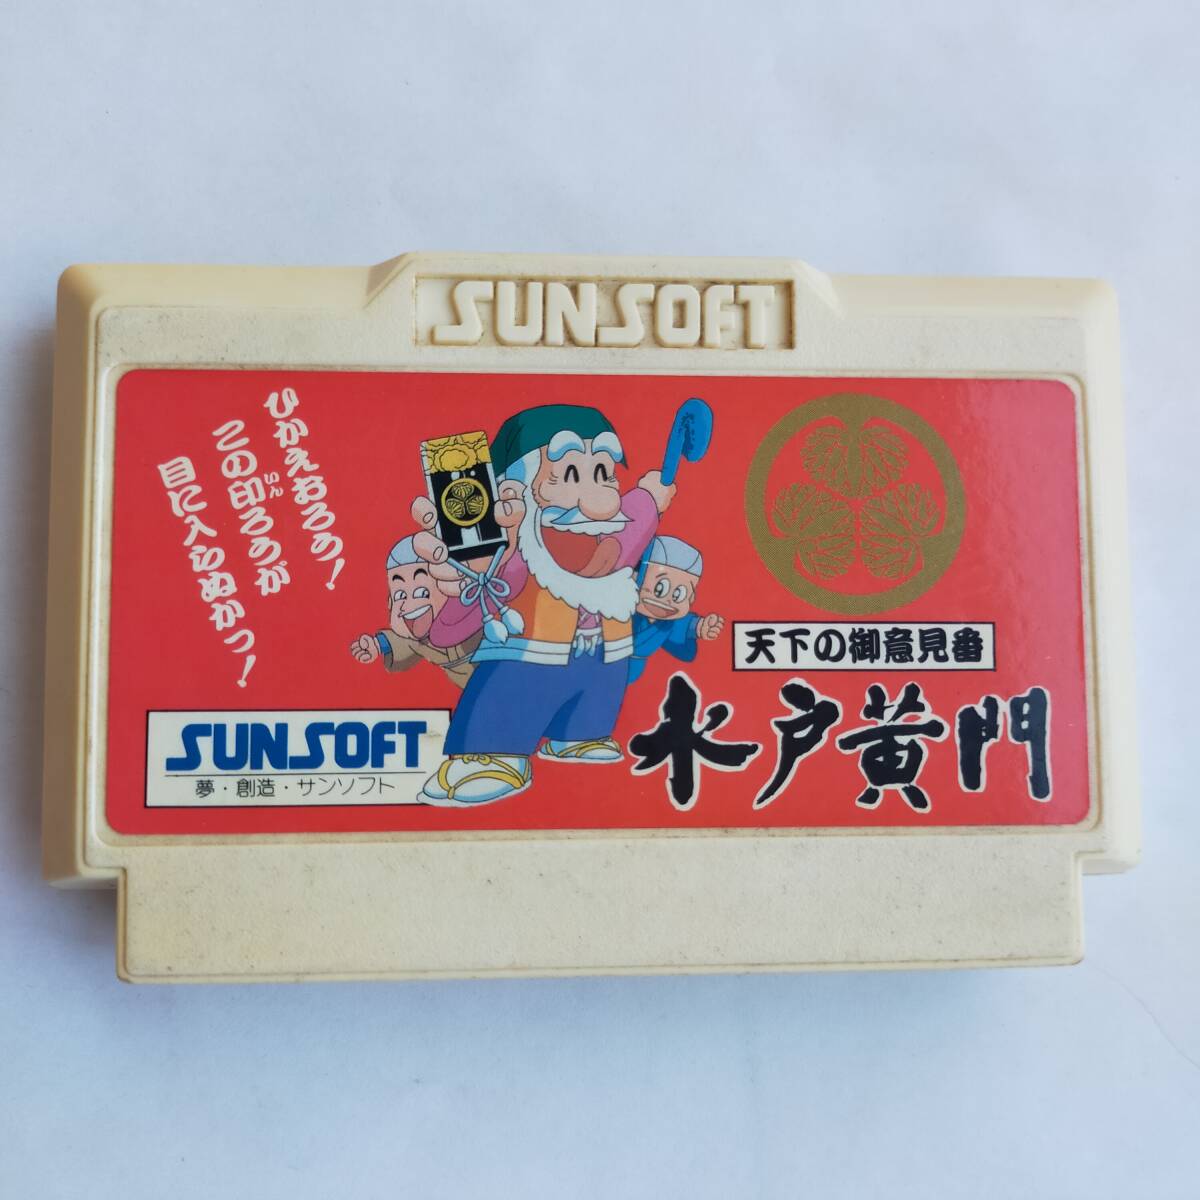 SUNSOFT
ひかえおろう!
この印ろうが
いん
目に入らぬかっ!
天下の御意見番
水戸黄門
SUNSOFT
夢・創造・サンソフト